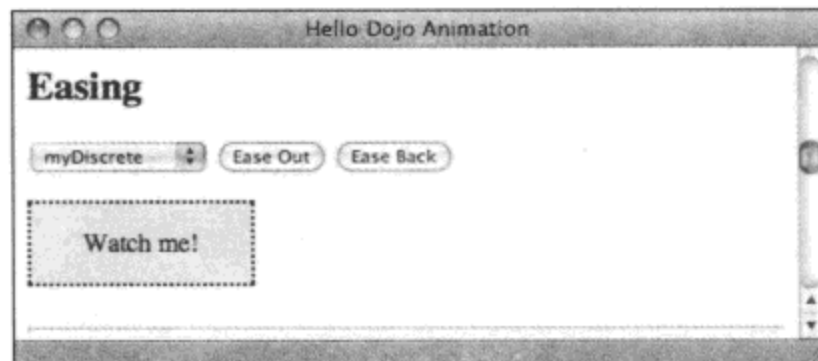 Hello Dojo Animation
Easing
myDiscrete Ease Out Ease Back
Watch me!